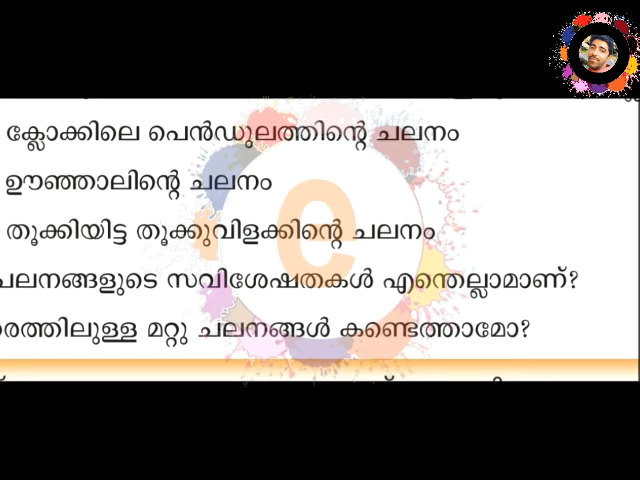 ക്ലോക്കിലെ പെൻഡുലത്തിന്റെ ചലനം
ഊഞ്ഞാലിന്റെ ചലനം
തൂക്കിയിട്ട തൂക്കുവിളക്കിന്റെ ചലനം
ചലനങ്ങളുടെ സവിശേഷതകൾ എന്തെല്ലാമാണ്?
മറ്റു ചലനങ്ങൾ കണ്ടെത്താമോ?
e